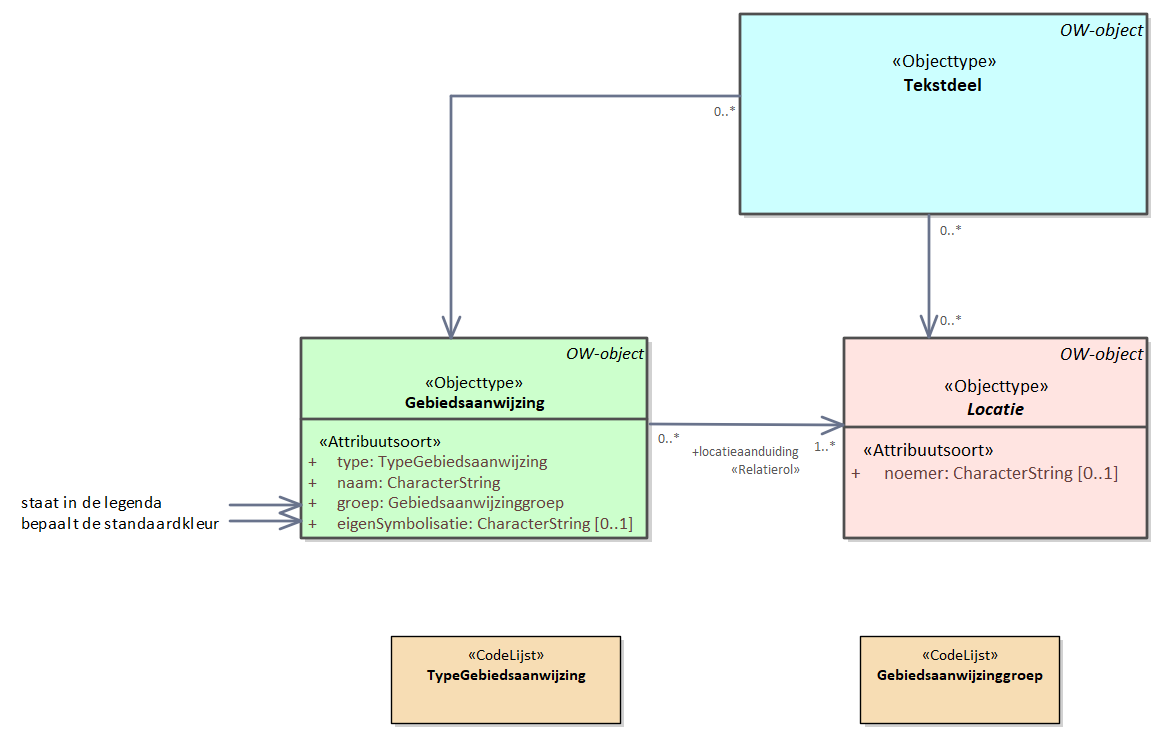 OW-object
«Objecttype»
Tekstdeel
0..*
0..*
0..*
OW-object
«Objecttype»
Gebiedsaanwijzing
«Attribuutsoort»
+ type: TypeGebiedsaanwijzing
+ naam: CharacterString
+ groep: Gebiedsaanwijzinggroep
+ eigenSymbolisatie: CharacterString [0..1]
staat in de legenda
bepaalt de standaardkleur
0..*
+locatieaanduiding
«Relatierol»
1..*
OW-object
«Objecttype»
Locatie
«Attribuutsoort»
+ noemer: CharacterString [0..1]
«CodeLijst»
TypeGebiedsaanwijzing
«CodeLijst»
Gebiedsaanwijzinggroep